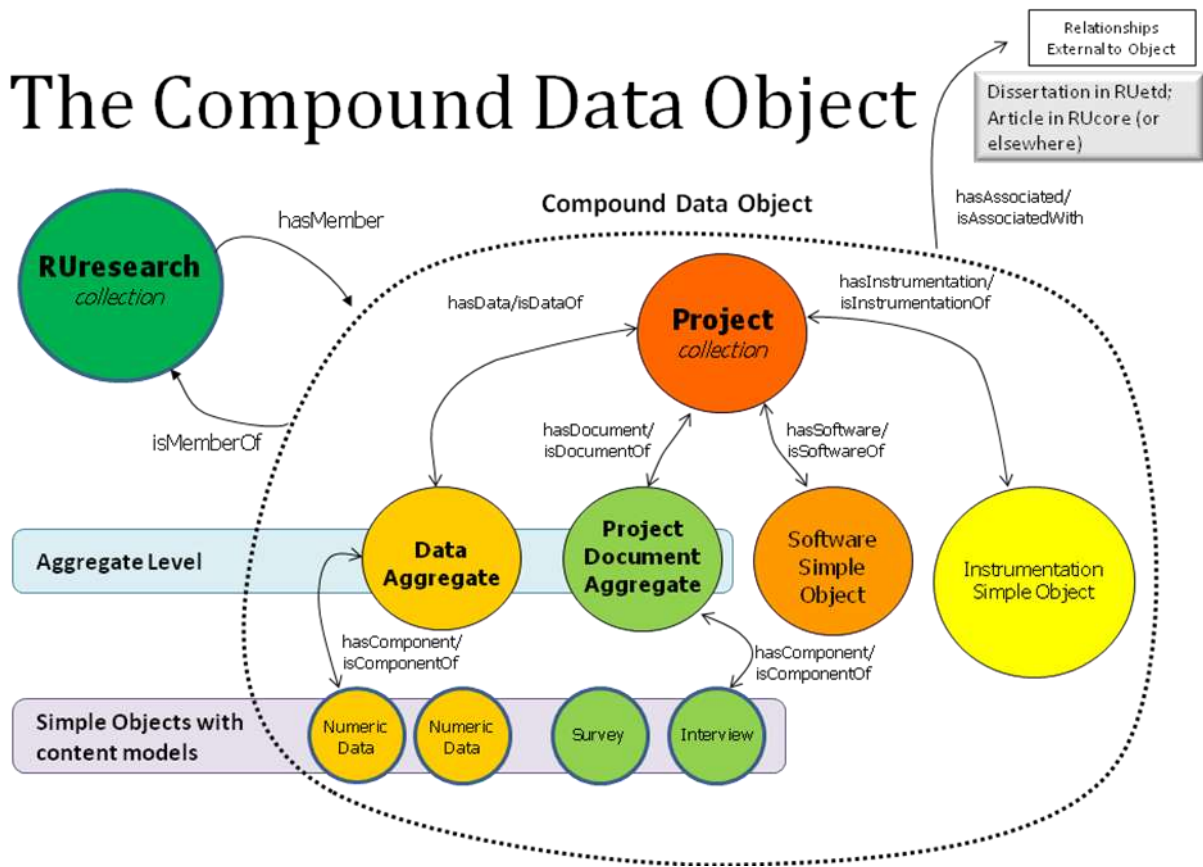 Relationships
External to Object
The Compound Data Object
Dissertation in RUetd;
Article in RUcore (or
elsewhere)
hasAssociated/
isAssociatedWith
Compound Data Object
hasMember
RUresearch
collection
hasData/isDataOf
Project
collection
hasInstrumentation/
isInstrumentationOf
isMemberOf
hasDocument/
isDocumentOf
hasSoftware/
isSoftwareOf
Aggregate Level
Data
Aggregate
Project
Document
Aggregate
Software
Simple
Object
Instrumentation
Simple Object
hasComponent/
isComponentOf
hasComponent/
isComponentOf
Simple Objects with
content models
Numeric
Data
Numeric
Data
Survey
Interview